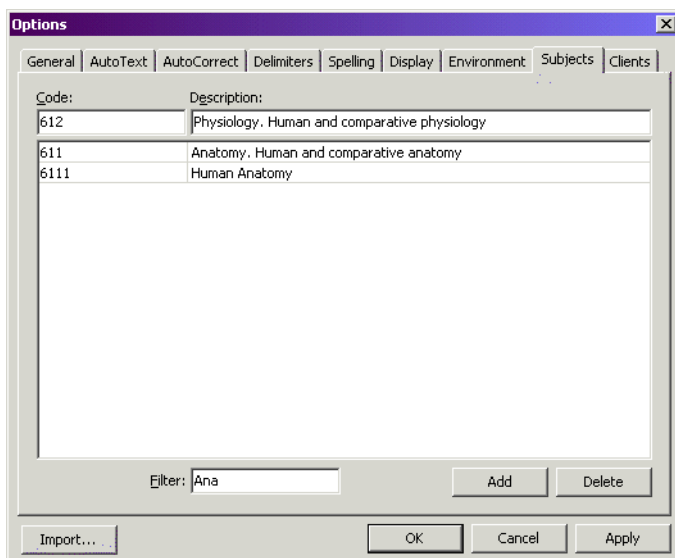 Options
General AutoText AutoCorrect Delimiters Spelling Display Environment Subjects Clients
Code: Description:
612 Physiology. Human and comparative physiology
611 Anatomy. Human and comparative anatomy
6111 Human Anatomy
Filter: Ana Add Delete
Import... OK Cancel Apply